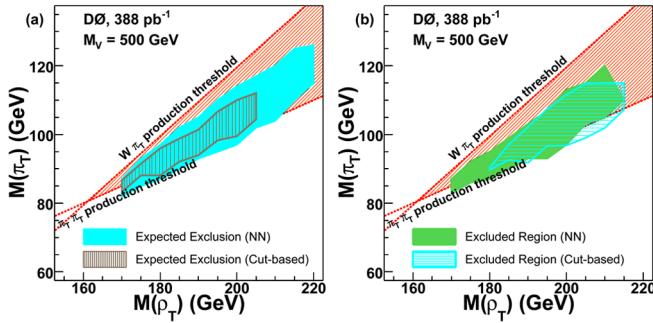 (a) DØ, 388 pb⁻¹
M_V = 500 GeV
W π_T production threshold
π_T π_T production threshold
Expected Exclusion (NN)
Expected Exclusion (Cut-based)
M(π_T) (GeV)
120
100
80
60
160 180 200 220
M(ρ_T) (GeV)
(b) DØ, 388 pb⁻¹
M_V = 500 GeV
W π_T production threshold
π_T π_T production threshold
Excluded Region (NN)
Excluded Region (Cut-based)
M(π_T) (GeV)
120
100
80
60
160 180 200 220
M(ρ_T) (GeV)